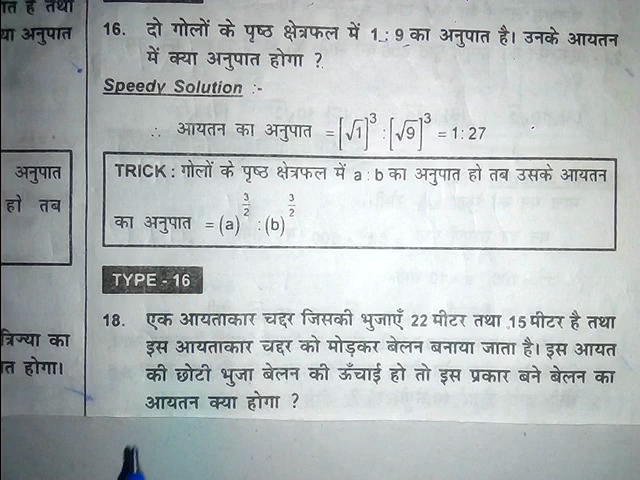 ात है तथा
या अनुपात
16. दो गोलों के पृष्ठ क्षेत्रफल में 1 : 9 का अनुपात है। उनके आयतन
में क्या अनुपात होगा ?
Speedy Solution :-
∴ आयतन का अनुपात = [√1]³ : [√9]³ = 1 : 27
अनुपात
हो तब
TRICK : गोलों के पृष्ठ क्षेत्रफल में a : b का अनुपात हो तब उसके आयतन
का अनुपात = (a)^(3/2) : (b)^(3/2)
TYPE - 16
त्रिज्या का
ात होगा।
18. एक आयताकार चद्दर जिसकी भुजाएँ 22 मीटर तथा 15 मीटर है तथा
इस आयताकार चद्दर को मोड़कर बेलन बनाया जाता है। इस आयत
की छोटी भुजा बेलन की ऊँचाई हो तो इस प्रकार बने बेलन का
आयतन क्या होगा ?